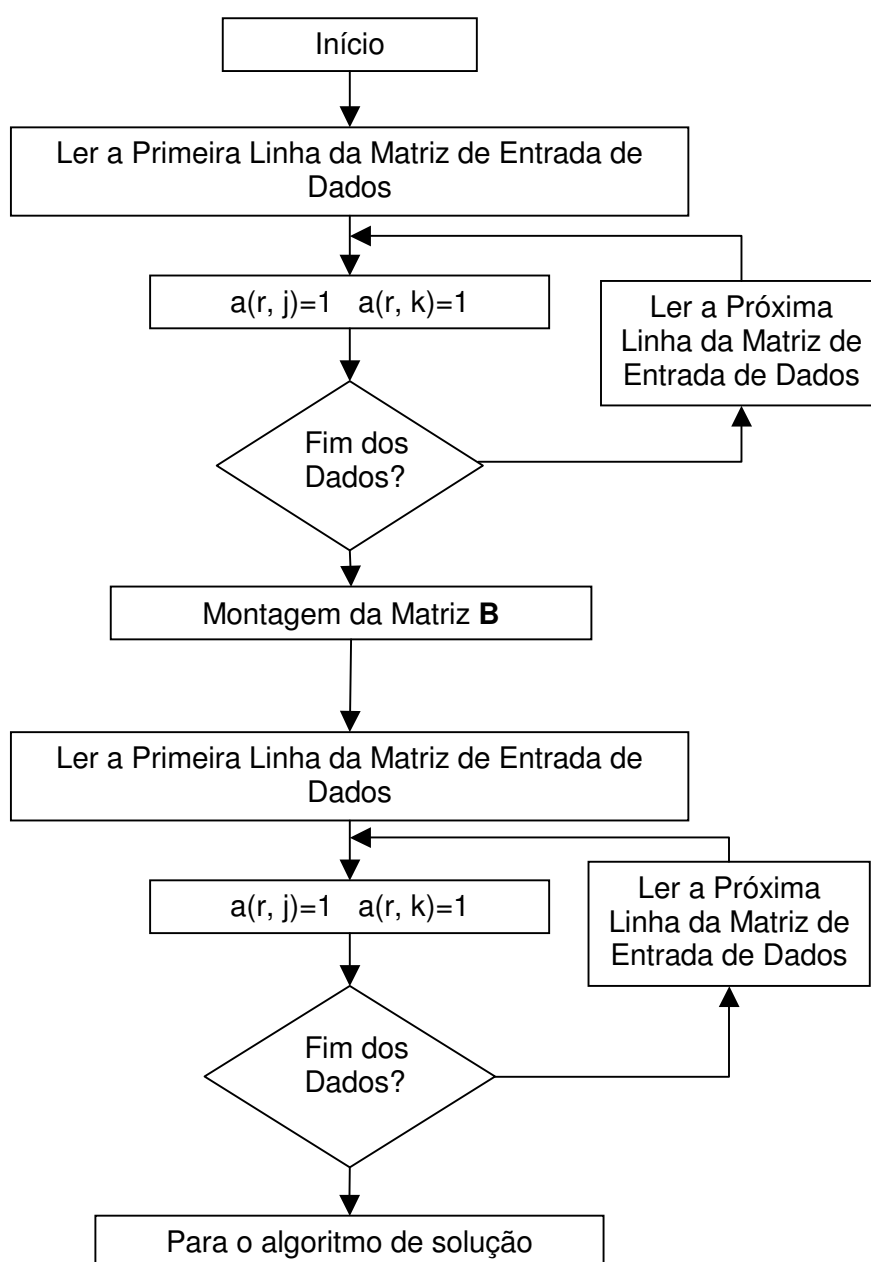 Início
Ler a Primeira Linha da Matriz de Entrada de
Dados
a(r, j)=1 a(r, k)=1
Ler a Próxima
Linha da Matriz de
Entrada de Dados
Fim dos
Dados?
Montagem da Matriz B
Ler a Primeira Linha da Matriz de Entrada de
Dados
a(r, j)=1 a(r, k)=1
Ler a Próxima
Linha da Matriz de
Entrada de Dados
Fim dos
Dados?
Para o algoritmo de solução